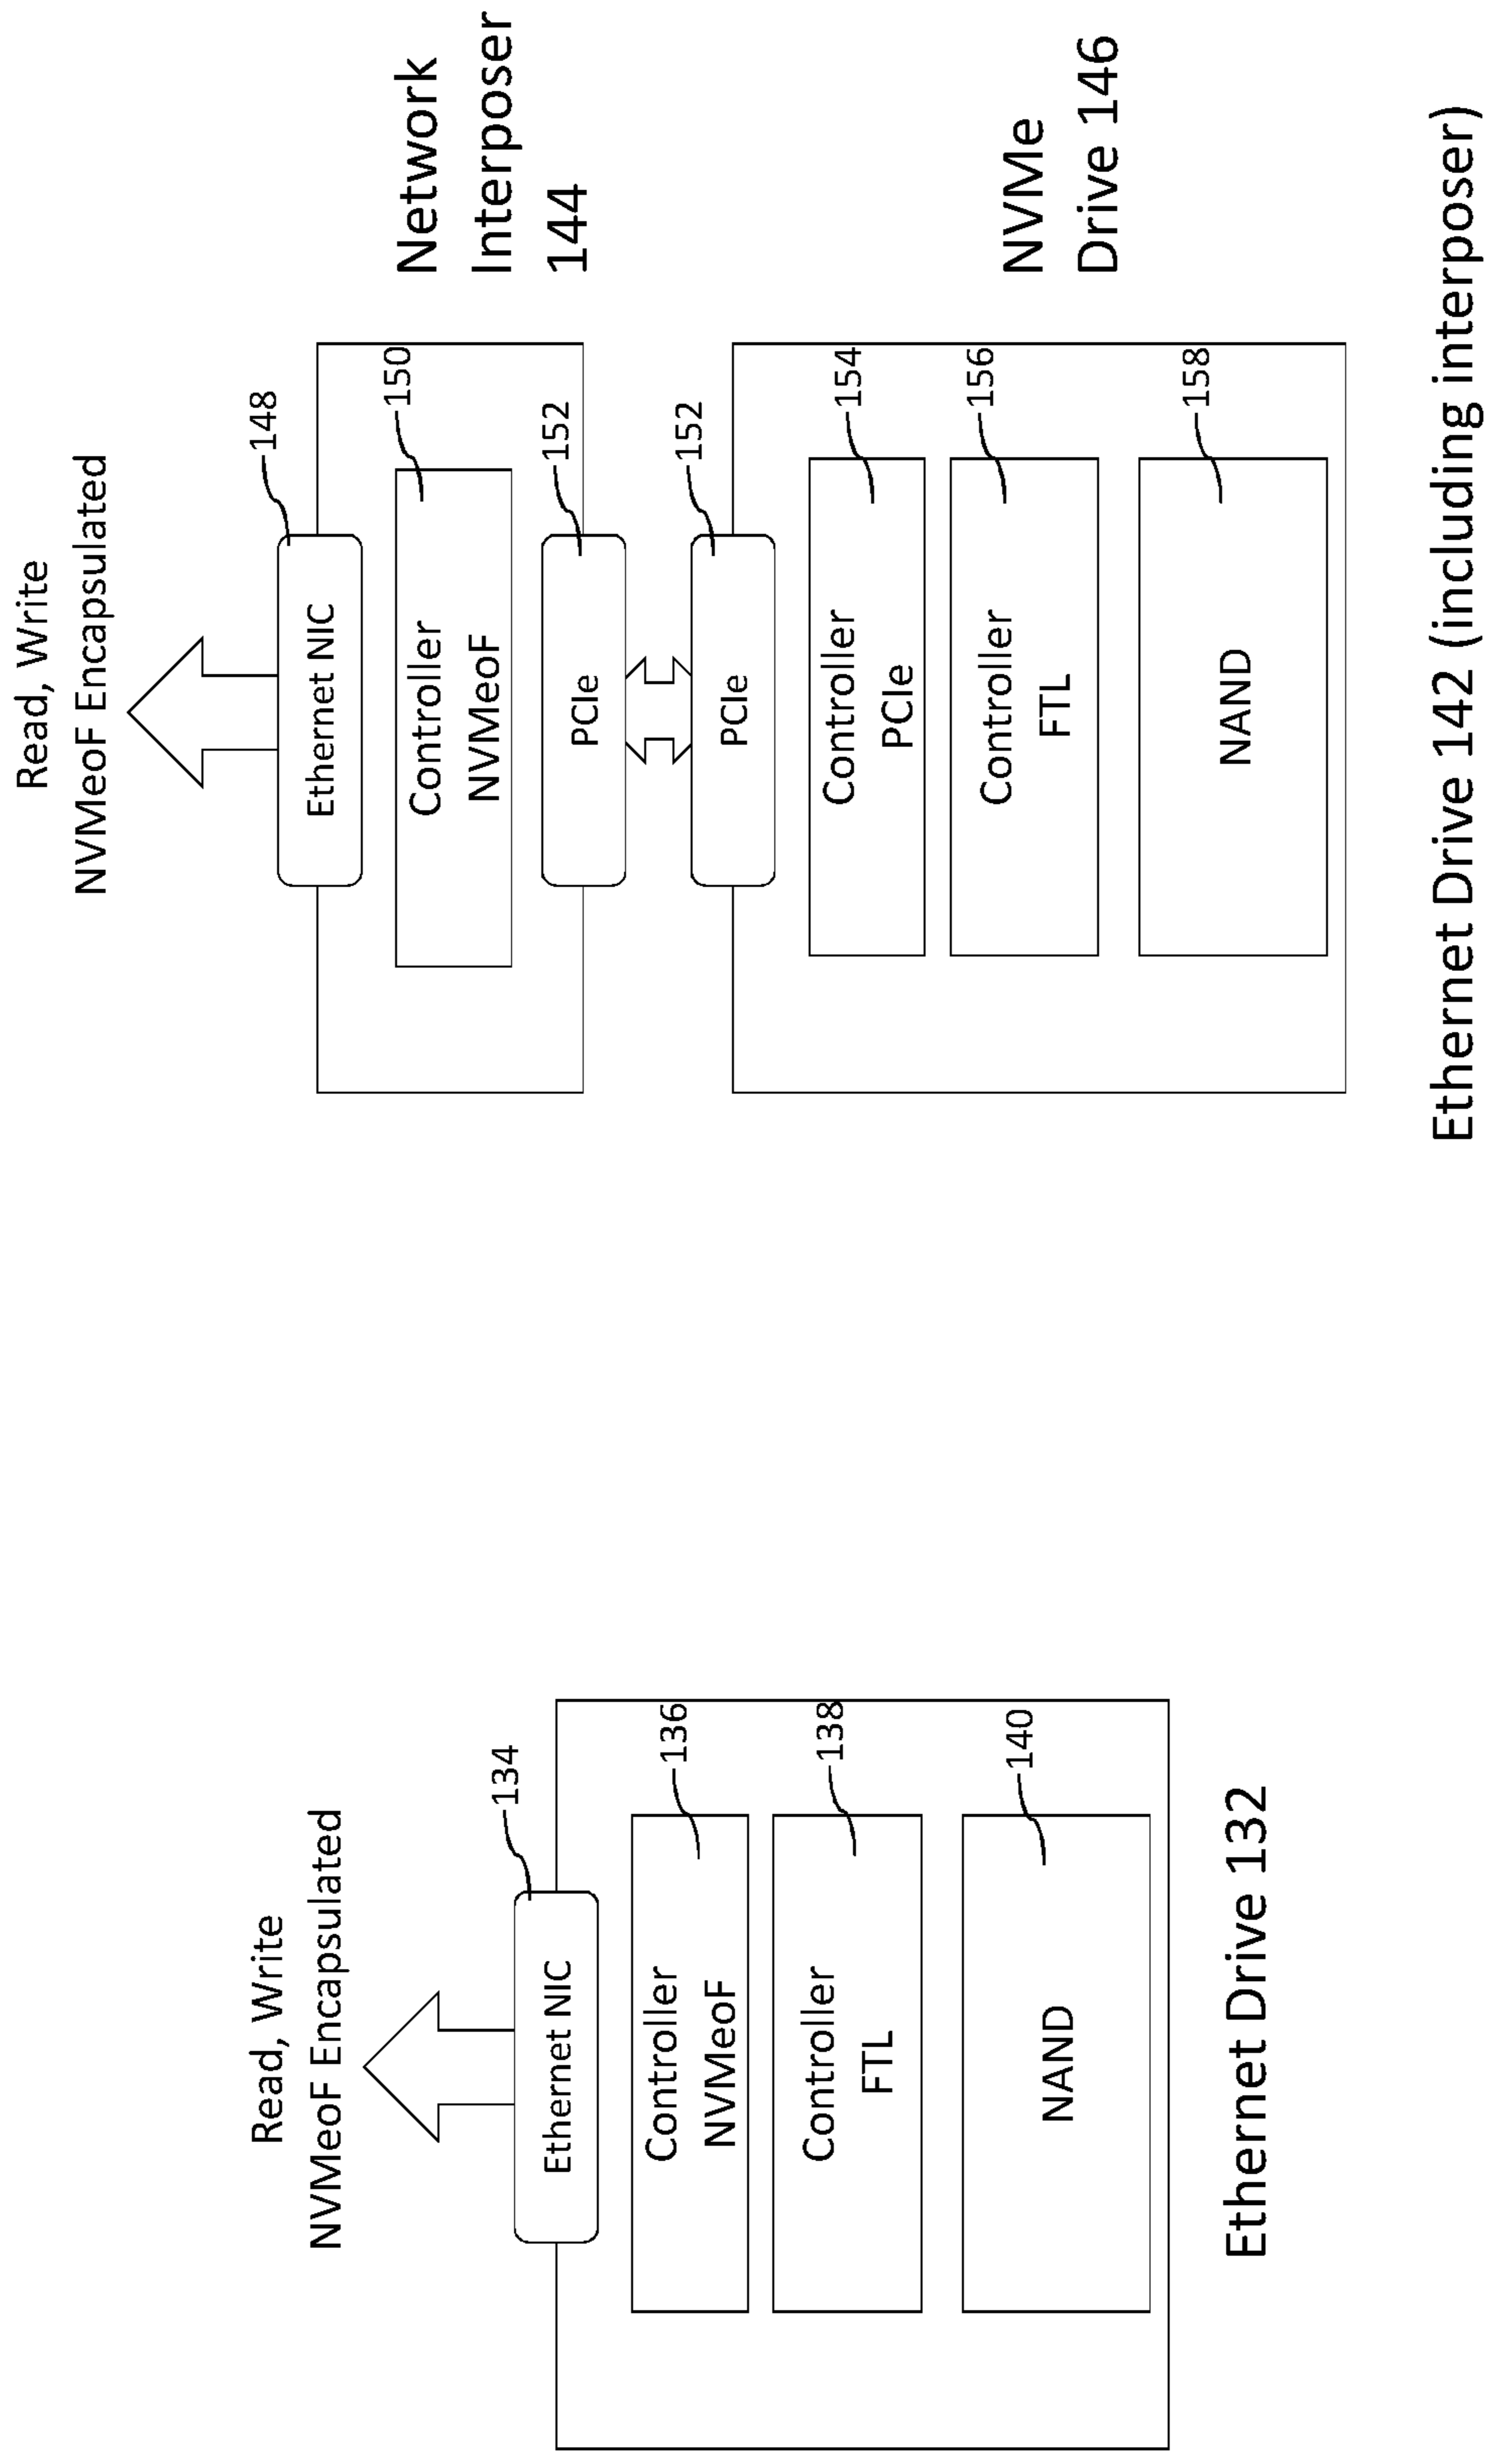 Read, Write
NVMeoF Encapsulated
134
Ethernet NIC
136
Controller
NVMeoF
138
Controller
FTL
140
NAND
Ethernet Drive 132
Read, Write
NVMeoF Encapsulated
148
Ethernet NIC
150
Controller
NVMeoF
152
PCIe
Network
Interposer
144
152
PCIe
154
Controller
PCIe
156
Controller
FTL
158
NAND
NVMe
Drive 146
Ethernet Drive 142 (including interposer)